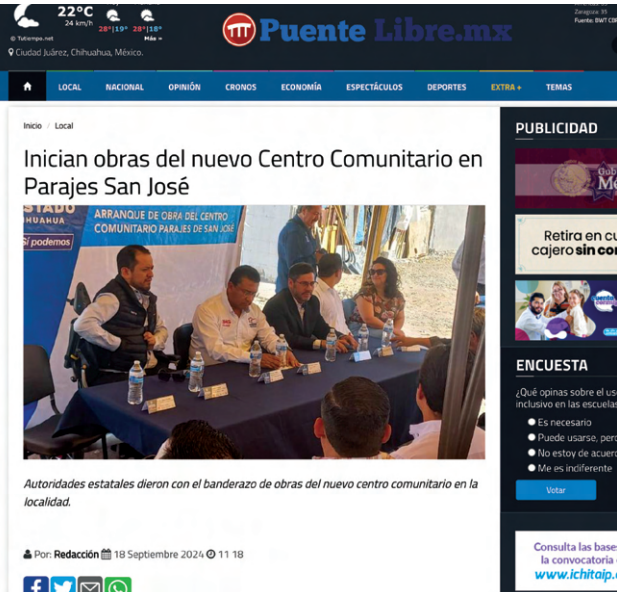 22°C
24 km/h
28°|19°
28°|18°
© Tutiempo.net
Más »
Ciudad Juárez, Chihuahua, México.
Puente Libre.mx
Zaragoza: 35
LOCAL
NACIONAL
OPINIÓN
CRONOS
ECONOMÍA
ESPECTÁCULOS
DEPORTES
EXTRA +
TEMAS
Inicio / Local
Inician obras del nuevo Centro Comunitario en
Parajes San José
ESTADO
CHIHUAHUA
Sí podemos
ARRANQUE DE OBRA DEL CENTRO
COMUNITARIO PARAJES DE SAN JOSÉ
Autoridades estatales dieron con el banderazo de obras del nuevo centro comunitario en la
localidad.
Por: Redacción 18 Septiembre 2024 11 18
PUBLICIDAD
Retira en cu
cajero sin con
ENCUESTA
¿Qué opinas sobre el us
inclusivo en las escuelas
Es necesario
Puede usarse, pero
No estoy de acuerd
Me es indiferente
Votar
Consulta las bases
la convocatoria
www.ichitaip.